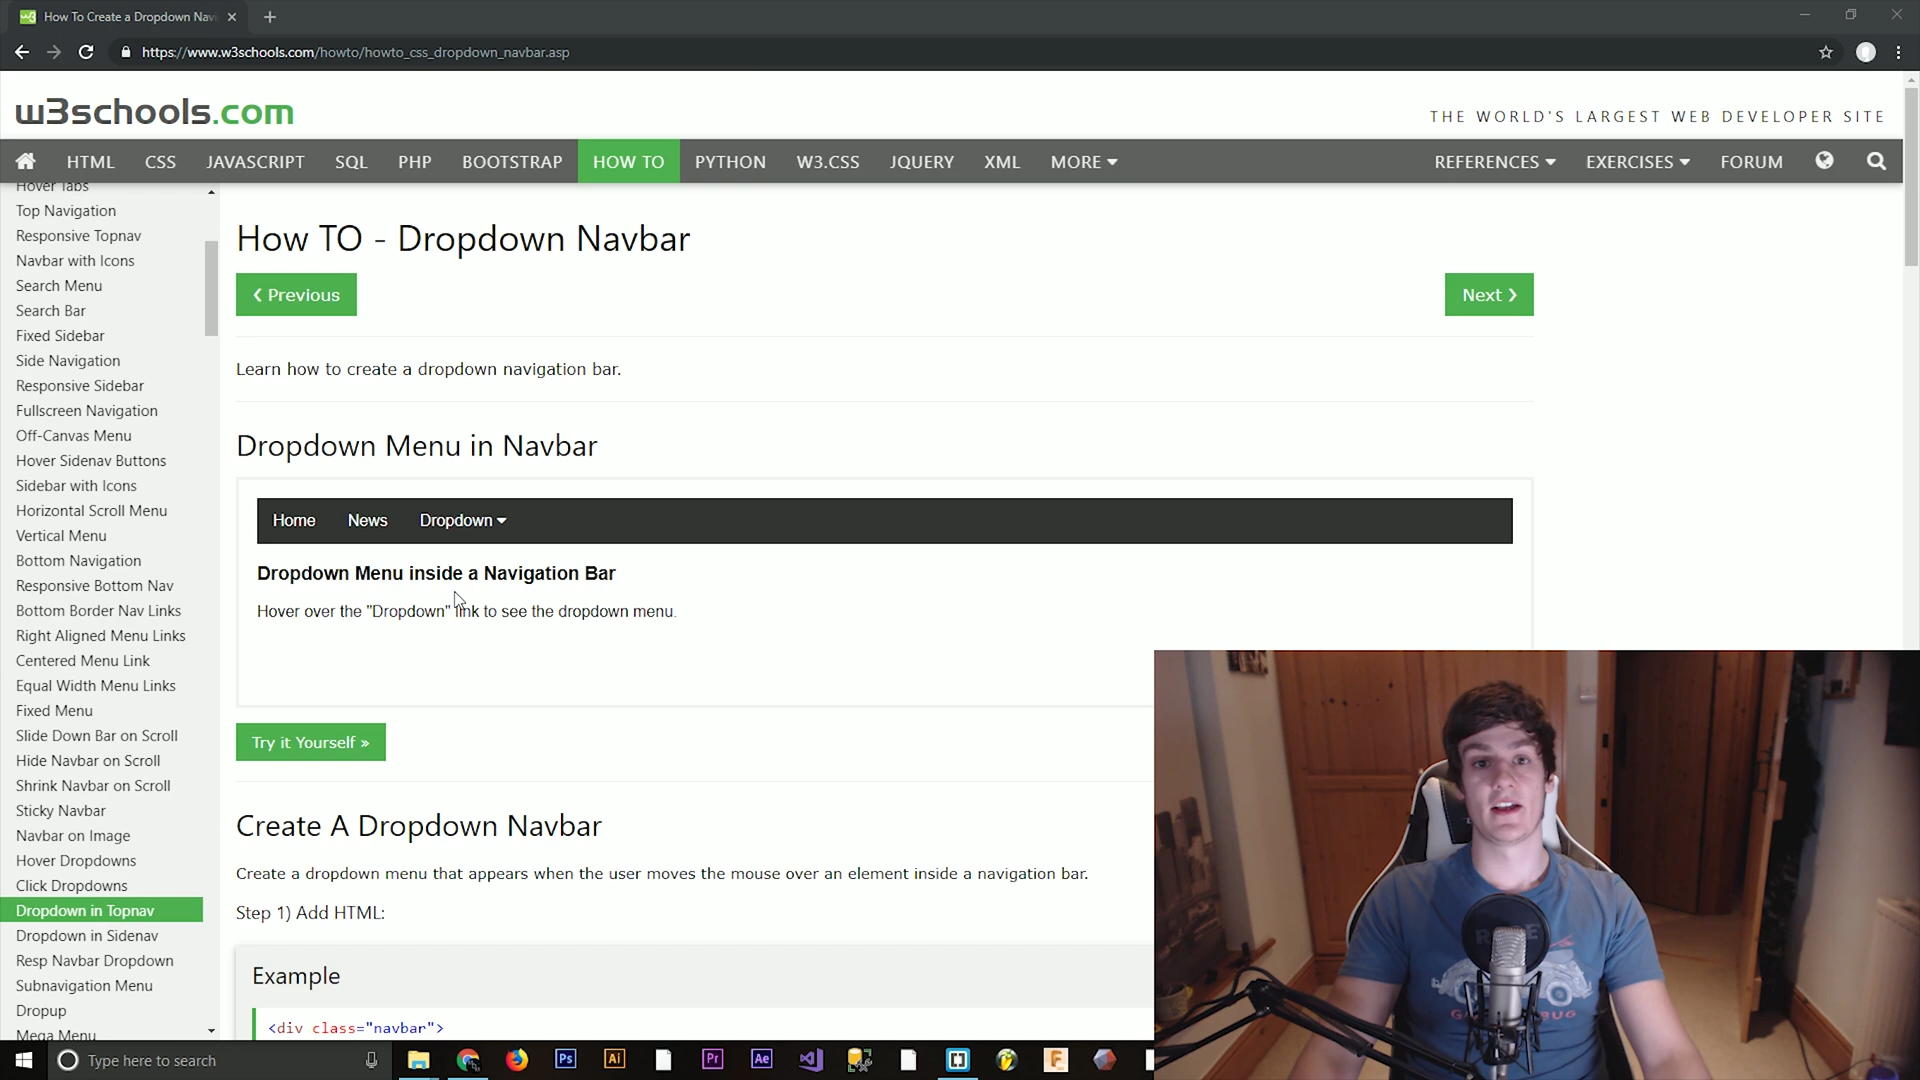 How To Create a Dropdown Nav
https://www.w3schools.com/howto/howto_css_dropdown_navbar.asp
w3schools.com
THE WORLD'S LARGEST WEB DEVELOPER SITE
HTML CSS JAVASCRIPT SQL PHP BOOTSTRAP HOW TO PYTHON W3.CSS JQUERY XML MORE REFERENCES EXERCISES FORUM
Hover Tabs
Top Navigation
Responsive Topnav
Navbar with Icons
Search Menu
Search Bar
Fixed Sidebar
Side Navigation
Responsive Sidebar
Fullscreen Navigation
Off-Canvas Menu
Hover Sidenav Buttons
Sidebar with Icons
Horizontal Scroll Menu
Vertical Menu
Bottom Navigation
Responsive Bottom Nav
Bottom Border Nav Links
Right Aligned Menu Links
Centered Menu Link
Equal Width Menu Links
Fixed Menu
Slide Down Bar on Scroll
Hide Navbar on Scroll
Shrink Navbar on Scroll
Sticky Navbar
Navbar on Image
Hover Dropdowns
Click Dropdowns
Dropdown in Topnav
Dropdown in Sidenav
Resp Navbar Dropdown
Subnavigation Menu
Dropup
Mega Menu
How TO - Dropdown Navbar
❮ Previous
Next ❯
Learn how to create a dropdown navigation bar.
Dropdown Menu in Navbar
Home News Dropdown
Dropdown Menu inside a Navigation Bar
Hover over the "Dropdown" link to see the dropdown menu.
Try it Yourself »
Create A Dropdown Navbar
Create a dropdown menu that appears when the user moves the mouse over an element inside a navigation bar.
Step 1) Add HTML:
Example
<div class="navbar">
Type here to search
Ps Ai Pr Ae